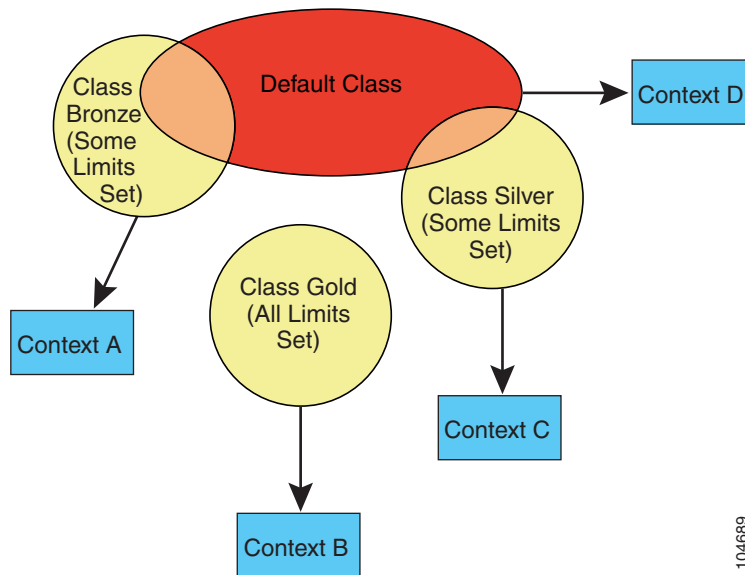 Default Class
Class
Bronze
(Some
Limits
Set)
Context D
Class Silver
(Some Limits
Set)
Class Gold
(All Limits
Set)
Context A
Context C
Context B
104689